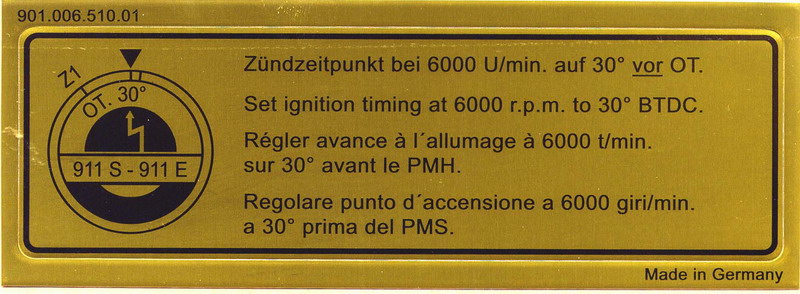 901.006.510.01
Z1
OT. 30°
911 S - 911 E
Zündzeitpunkt bei 6000 U/min. auf 30° vor OT.
Set ignition timing at 6000 r.p.m. to 30° BTDC.
Régler avance à l´allumage à 6000 t/min.
sur 30° avant le PMH.
Regolare punto d´accensione a 6000 giri/min.
a 30° prima del PMS.
Made in Germany